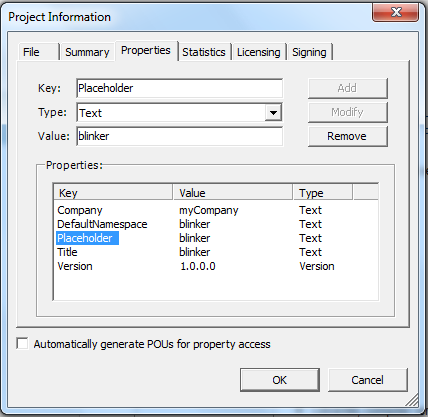 Project Information
File Summary Properties Statistics Licensing Signing
Key: Placeholder Add
Type: Text Modify
Value: blinker Remove
Properties:
Key Value Type
Company myCompany Text
DefaultNamespace blinker Text
Placeholder blinker Text
Title blinker Text
Version 1.0.0.0 Version
Automatically generate POUs for property access
OK Cancel